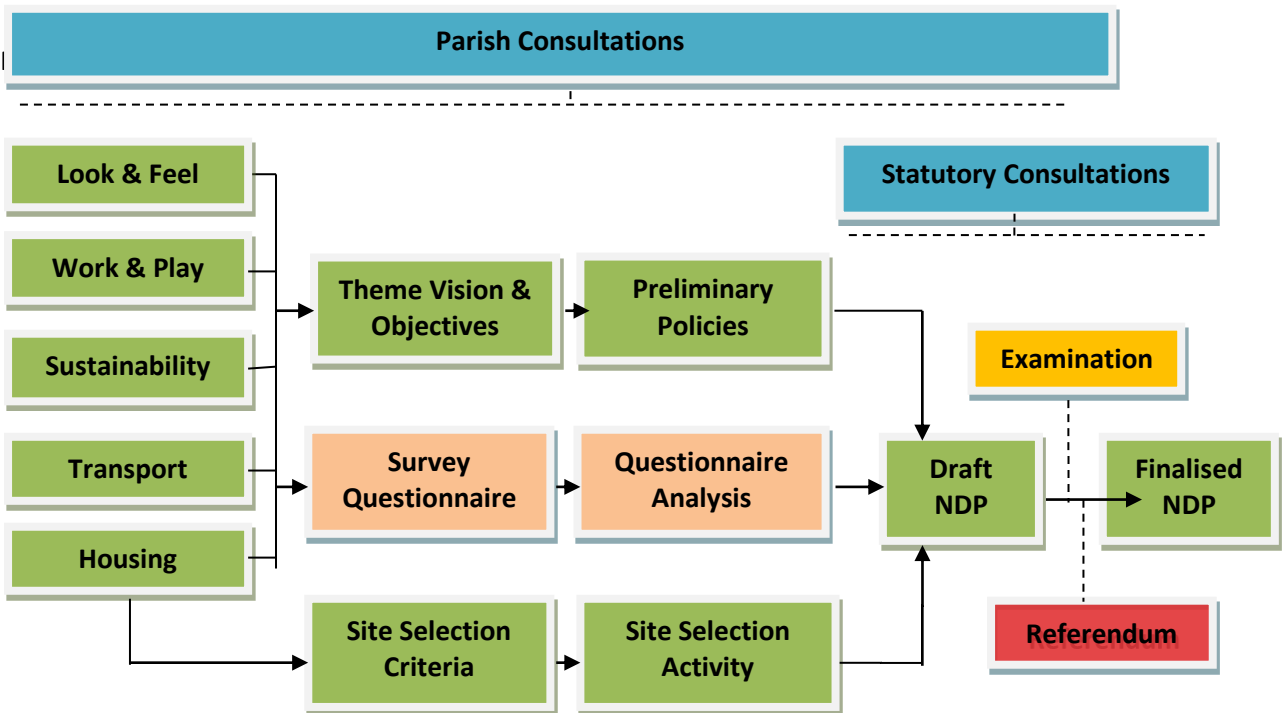 Parish Consultations
Look & Feel
Statutory Consultations
Work & Play
Theme Vision &
Objectives
Preliminary
Policies
Sustainability
Examination
Transport
Survey
Questionnaire
Questionnaire
Analysis
Draft
NDP
Finalised
NDP
Housing
Site Selection
Criteria
Site Selection
Activity
Referendum